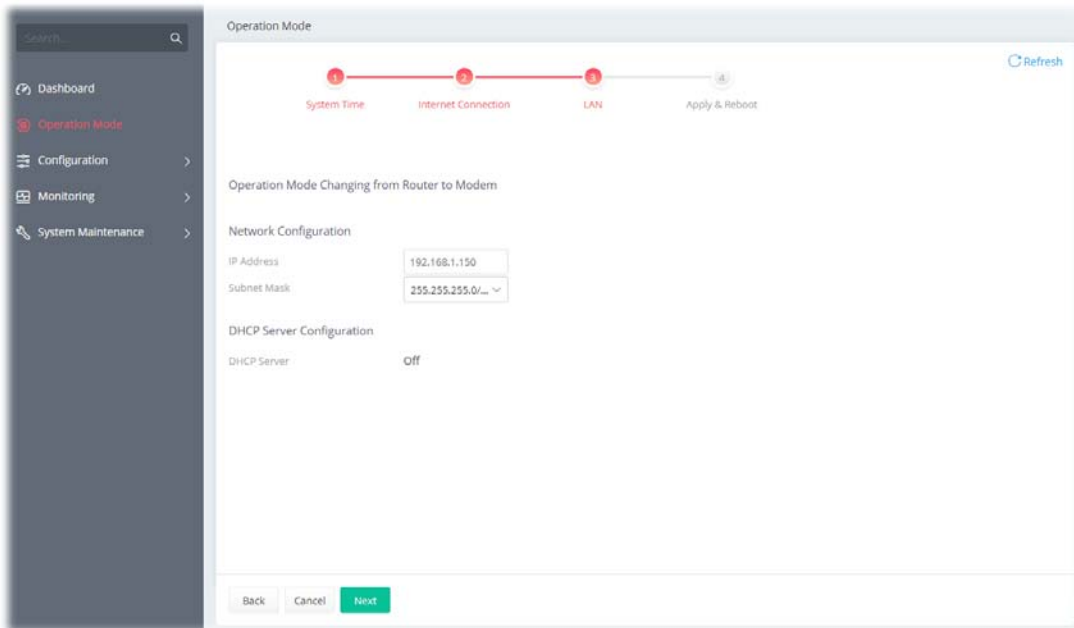 Search...
Dashboard
Operation Mode
Configuration
Monitoring
System Maintenance
Operation Mode
Refresh
1 2 3 4
System Time Internet Connection LAN Apply & Reboot
Operation Mode Changing from Router to Modem
Network Configuration
IP Address 192.168.1.150
Subnet Mask 255.255.255.0/...
DHCP Server Configuration
DHCP Server Off
Back Cancel Next